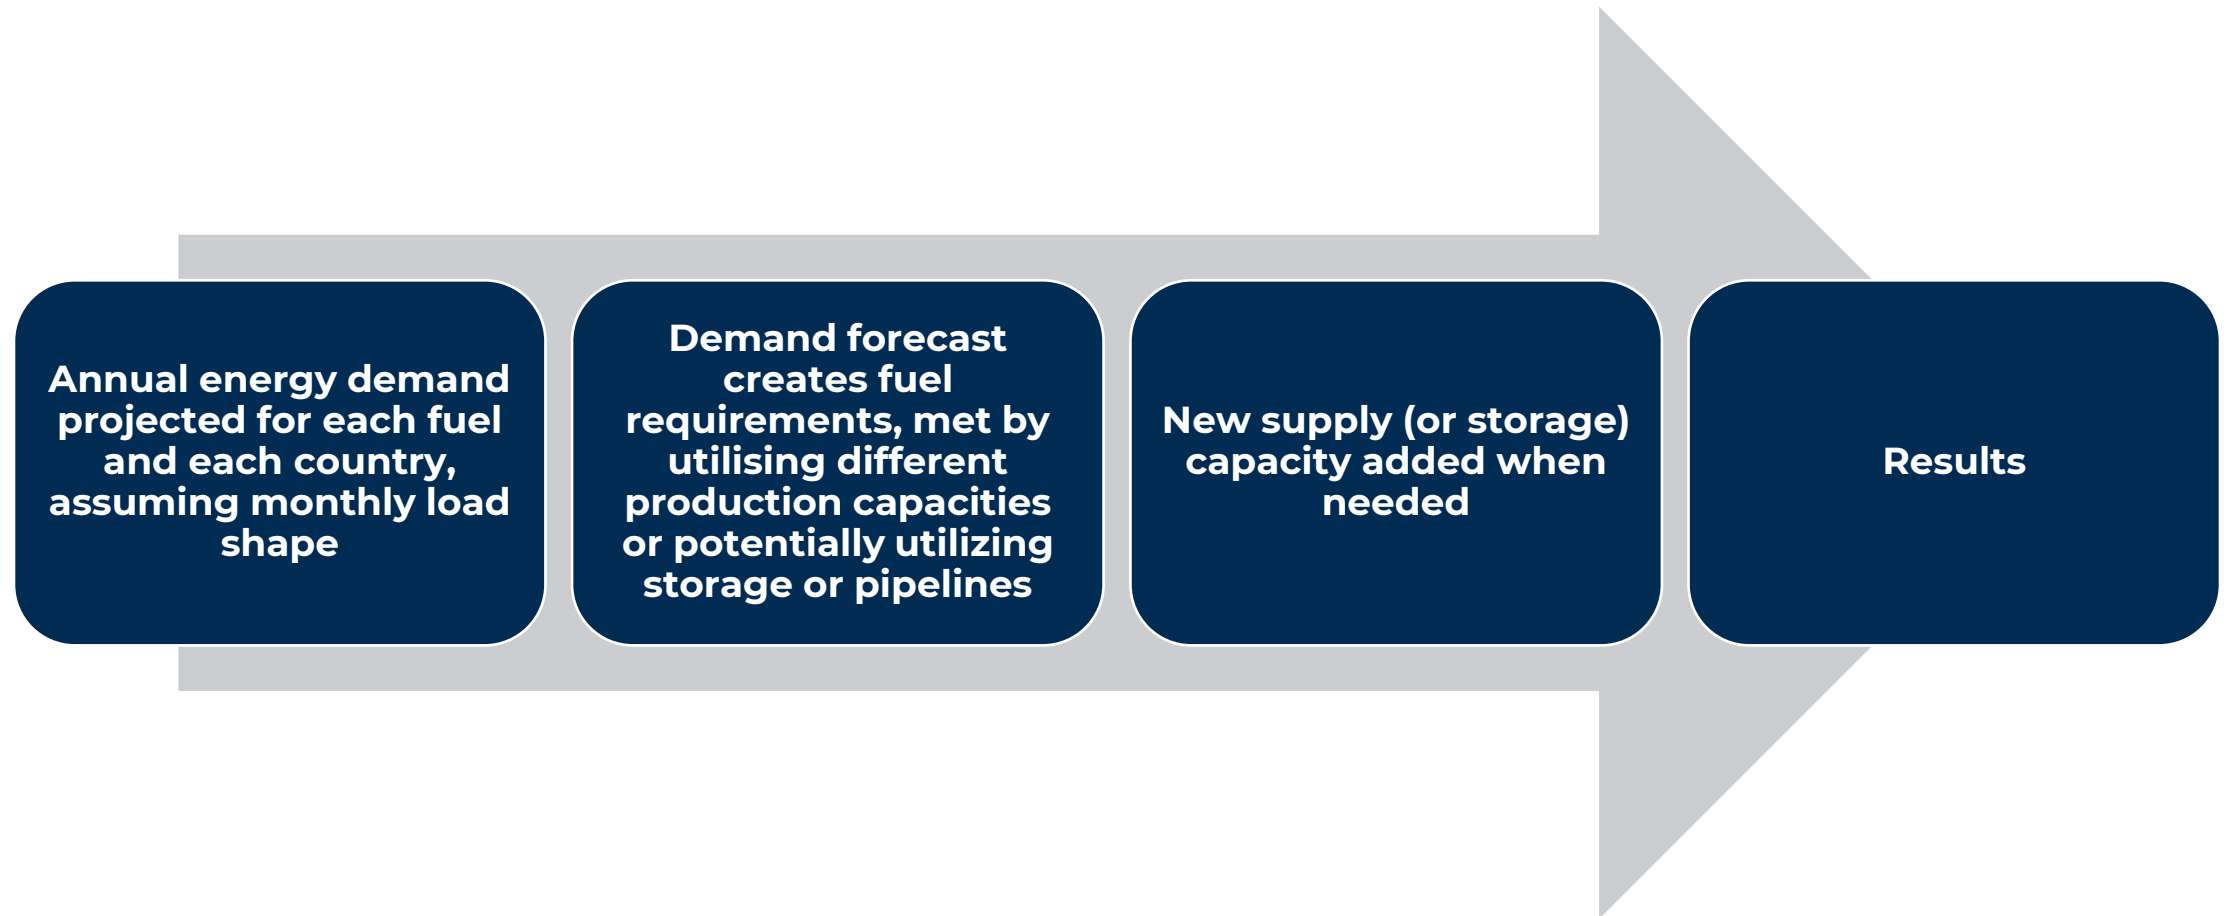 Annual energy demand
projected for each fuel
and each country,
assuming monthly load
shape
Demand forecast
creates fuel
requirements, met by
utilising different
production capacities
or potentially utilizing
storage or pipelines
New supply (or storage)
capacity added when
needed
Results